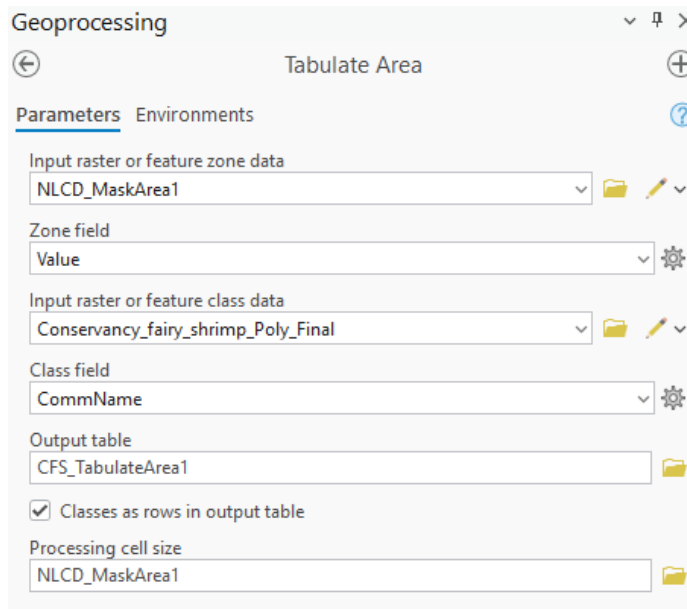 Geoprocessing
Tabulate Area
Parameters Environments
Input raster or feature zone data
NLCD_MaskArea1
Zone field
Value
Input raster or feature class data
Conservancy_fairy_shrimp_Poly_Final
Class field
CommName
Output table
CFS_TabulateArea1
Classes as rows in output table
Processing cell size
NLCD_MaskArea1